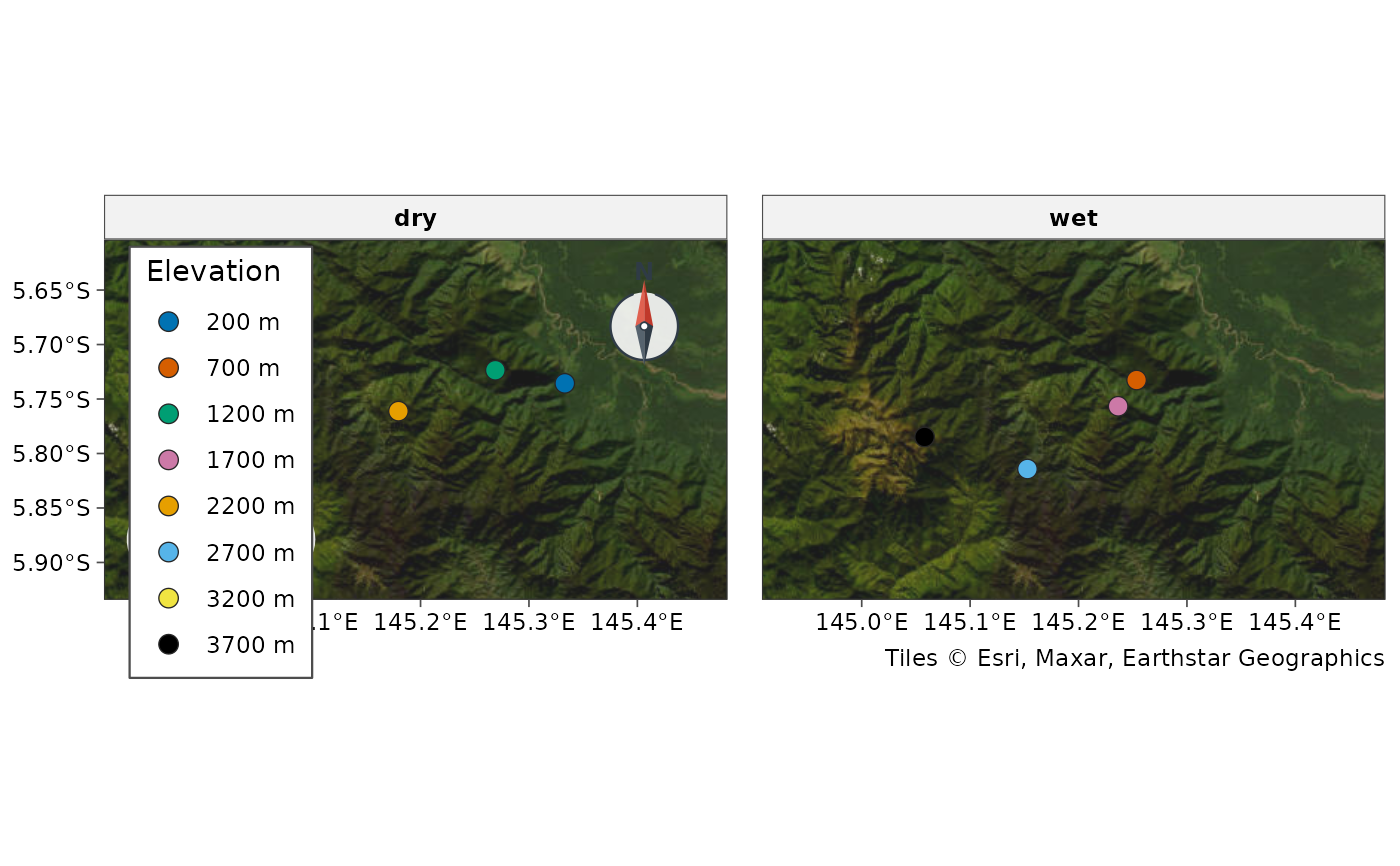 dry
wet
N
Elevation
200 m
700 m
1200 m
1700 m
2200 m
2700 m
3200 m
3700 m
5.65°S
5.70°S
5.75°S
5.80°S
5.85°S
5.90°S
.1°E 145.2°E 145.3°E 145.4°E
145.0°E 145.1°E 145.2°E 145.3°E 145.4°E
Tiles © Esri, Maxar, Earthstar Geographics